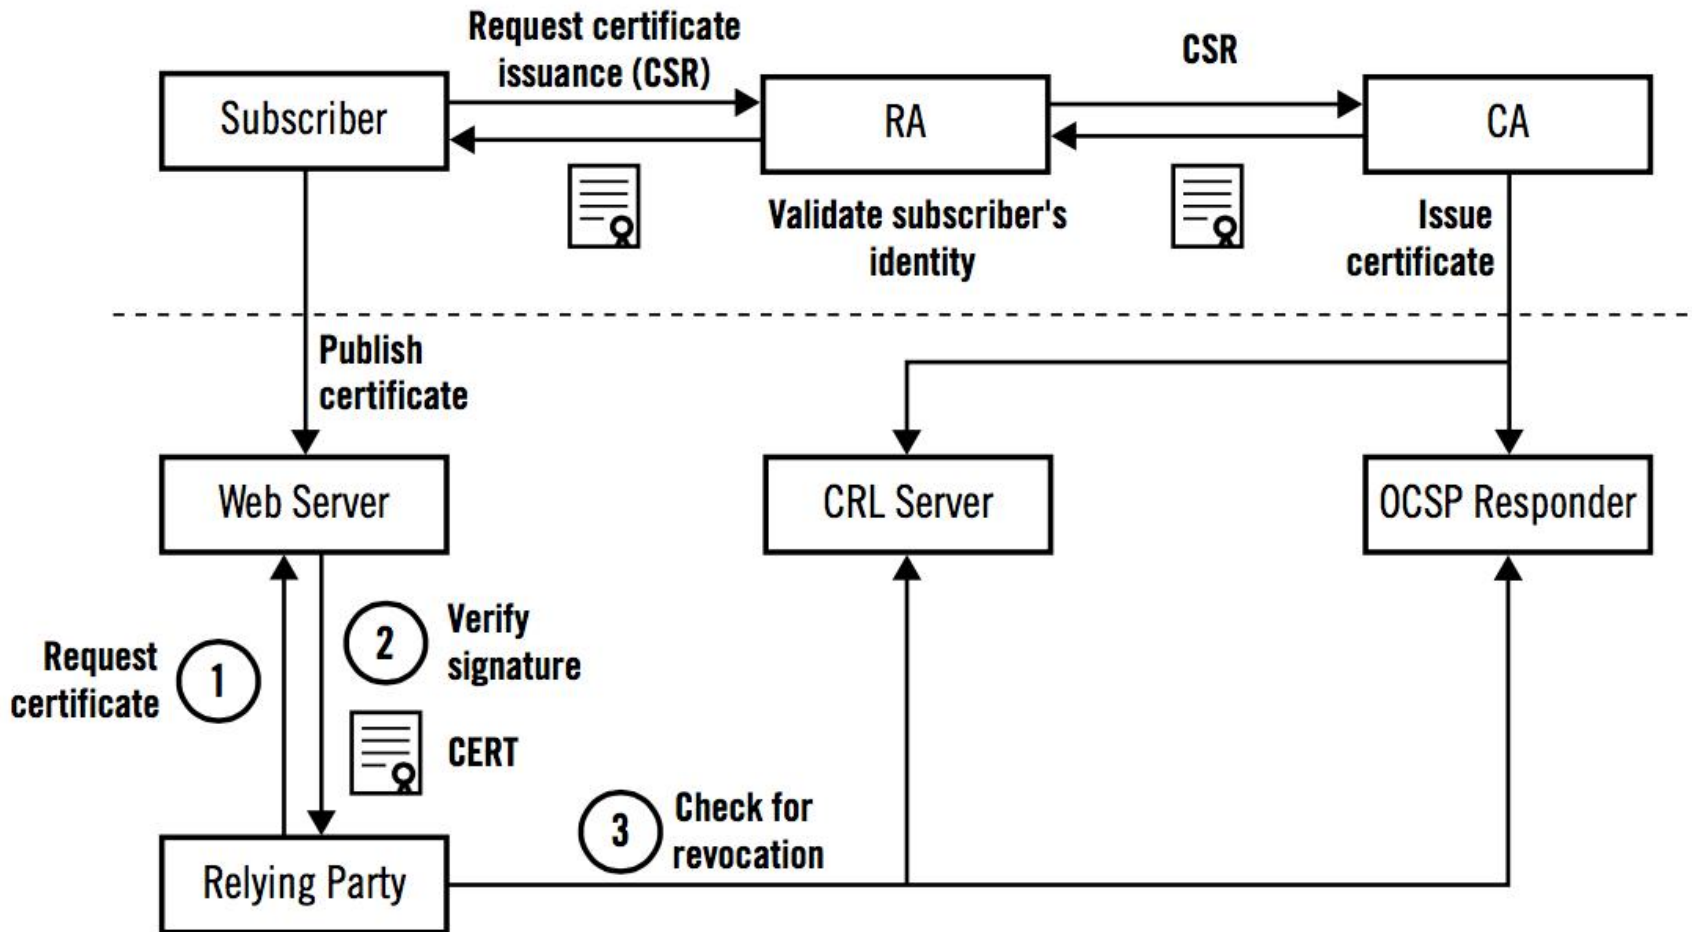 Request certificate
issuance (CSR)
CSR
Subscriber
RA
CA
Validate subscriber's
identity
Issue
certificate
Publish
certificate
Web Server
CRL Server
OCSP Responder
Request
certificate
1
2
Verify
signature
CERT
3
Check for
revocation
Relying Party